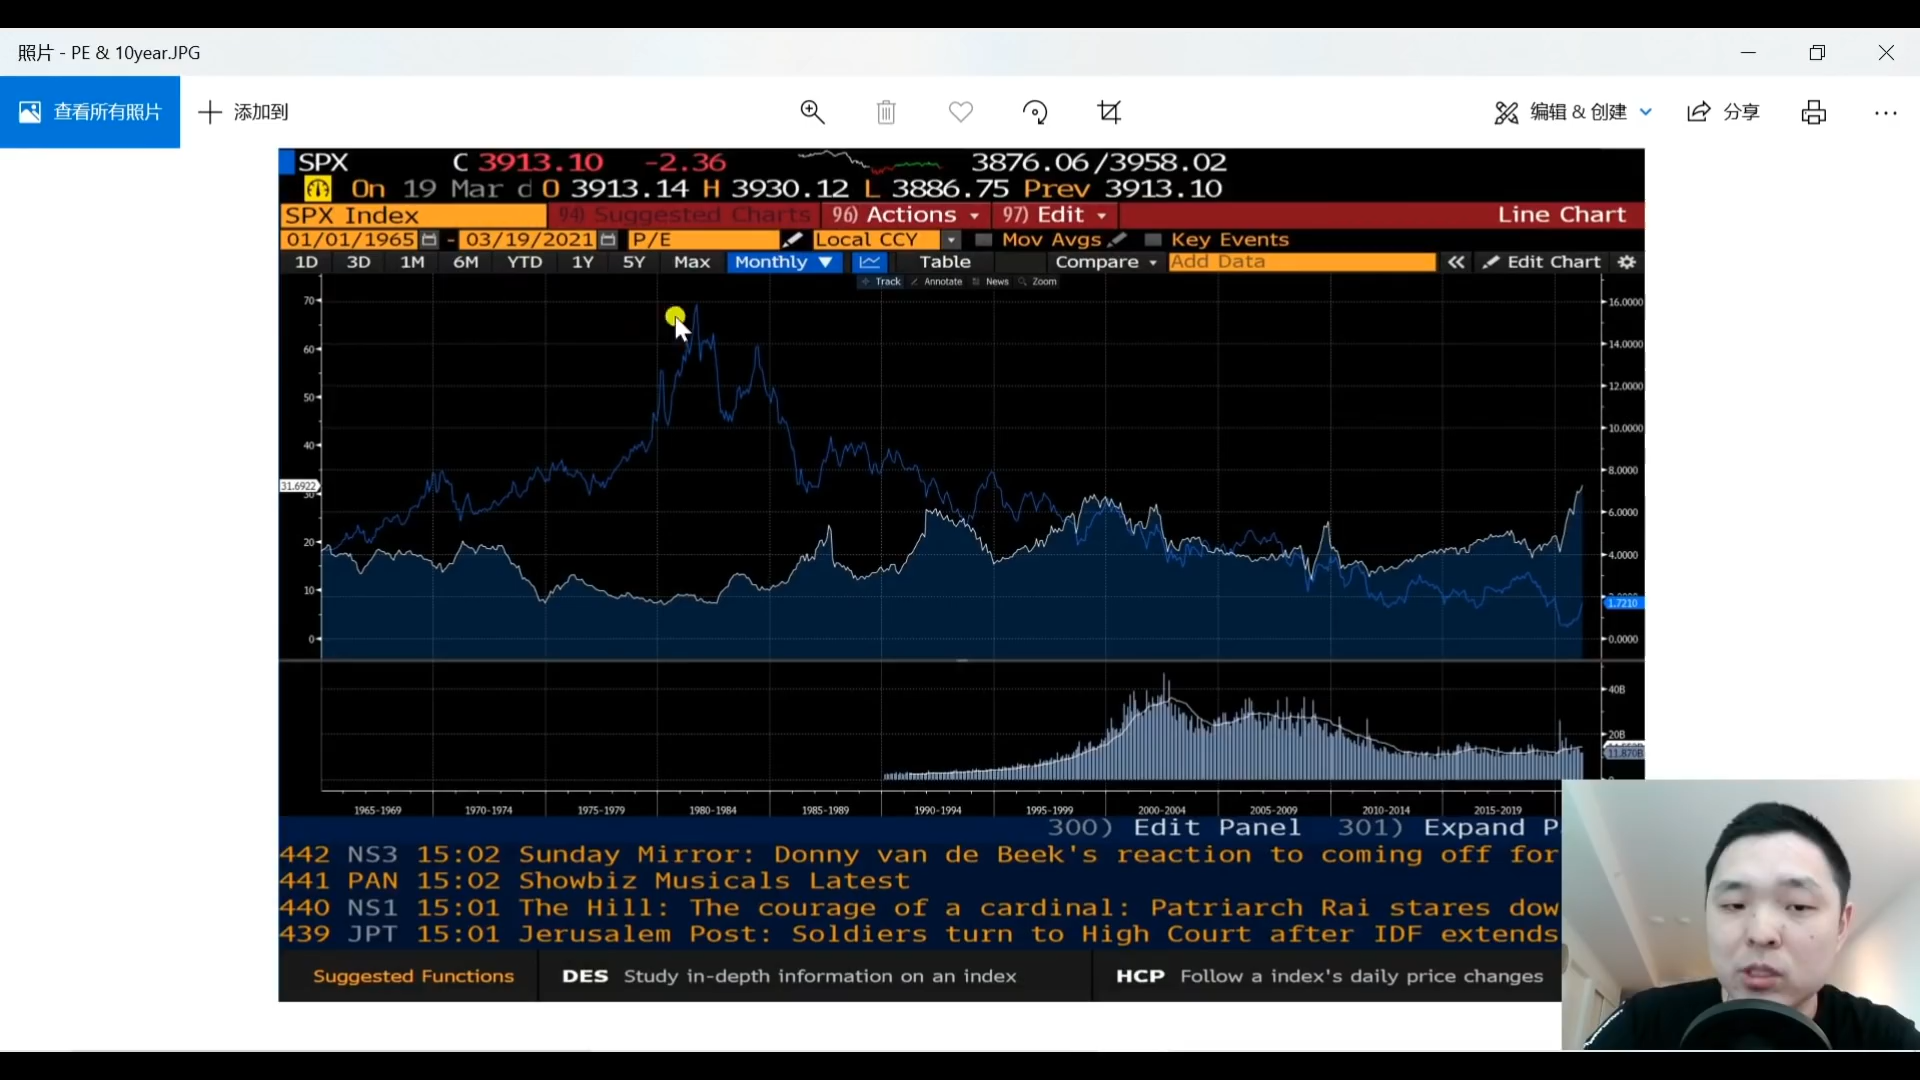 照片 - PE & 10year.JPG
查看所有照片 添加到 编辑 & 创建 分享
SPX C 3913.10 -2.36 3876.06/3958.02
On 19 Mar d O 3913.14 H 3930.12 L 3886.75 Prev 3913.10
SPX Index 94) Suggested Charts 96) Actions 97) Edit Line Chart
01/01/1965 - 03/19/2021 P/E Local CCY Mov Avgs Key Events
1D 3D 1M 6M YTD 1Y 5Y Max Monthly Table Compare Add Data Edit Chart
Track Annotate News Zoom
70 16.0000
60 14.0000
50 12.0000
40 10.0000
31.6922 8.0000
30
6.0000
20 4.0000
10
1.7210
0 0.0000
40B
20B
11.870B
1965-1969 1970-1974 1975-1979 1980-1984 1985-1989 1990-1994 1995-1999 2000-2004 2005-2009 2010-2014 2015-2019
300) Edit Panel 301) Expand P
442 NS3 15:02 Sunday Mirror: Donny van de Beek's reaction to coming off for
441 PAN 15:02 Showbiz Musicals Latest
440 NS1 15:01 The Hill: The courage of a cardinal: Patriarch Rai stares dow
439 JPT 15:01 Jerusalem Post: Soldiers turn to High Court after IDF extends
Suggested Functions DES Study in-depth information on an index HCP Follow a index's daily price changes